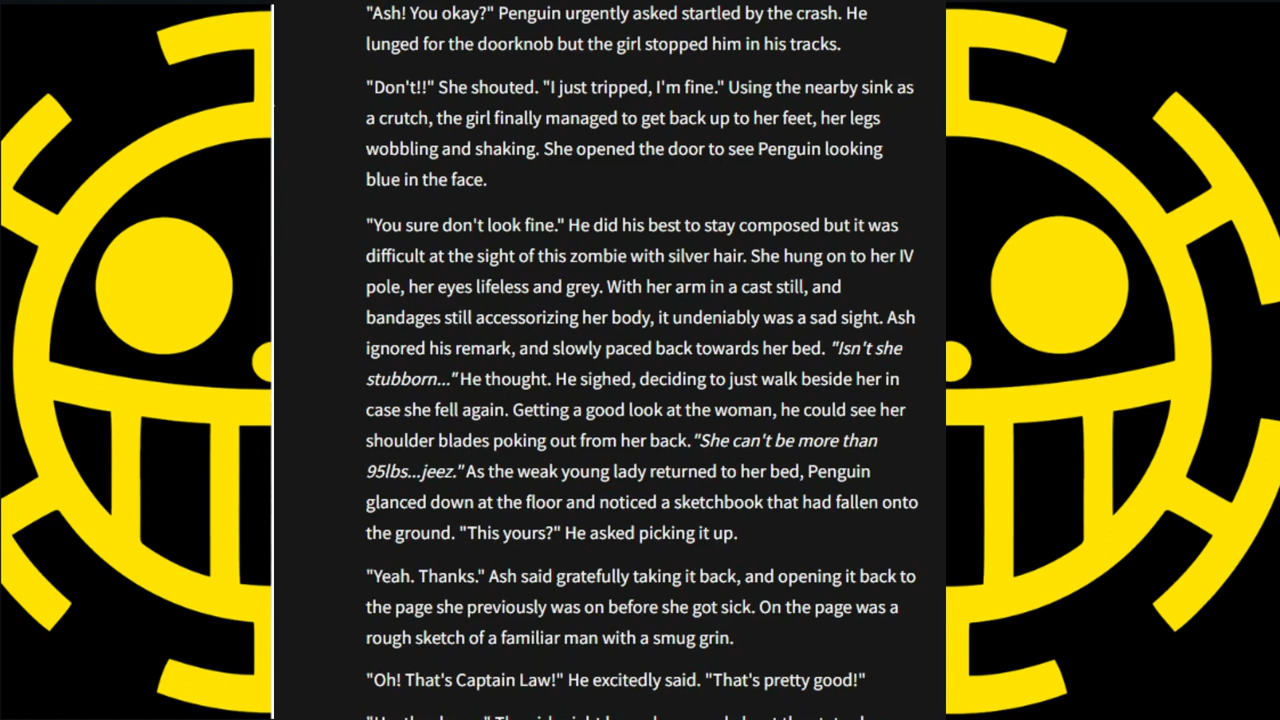 "Ash! You okay?" Penguin urgently asked startled by the crash. He
lunged for the doorknob but the girl stopped him in his tracks.
"Don't!!" She shouted. "I just tripped, I'm fine." Using the nearby sink as
a crutch, the girl finally managed to get back up to her feet, her legs
wobbling and shaking. She opened the door to see Penguin looking
blue in the face.
"You sure don't look fine." He did his best to stay composed but it was
difficult at the sight of this zombie with silver hair. She hung on to her IV
pole, her eyes lifeless and grey. With her arm in a cast still, and
bandages still accessorizing her body, it undeniably was a sad sight. Ash
ignored his remark, and slowly paced back towards her bed. "Isn't she
stubborn..." He thought. He sighed, deciding to just walk beside her in
case she fell again. Getting a good look at the woman, he could see her
shoulder blades poking out from her back. "She can't be more than
95lbs...jeez." As the weak young lady returned to her bed, Penguin
glanced down at the floor and noticed a sketchbook that had fallen onto
the ground. "This yours?" He asked picking it up.
"Yeah. Thanks." Ash said gratefully taking it back, and opening it back to
the page she previously was on before she got sick. On the page was a
rough sketch of a familiar man with a smug grin.
"Oh! That's Captain Law!" He excitedly said. "That's pretty good!"